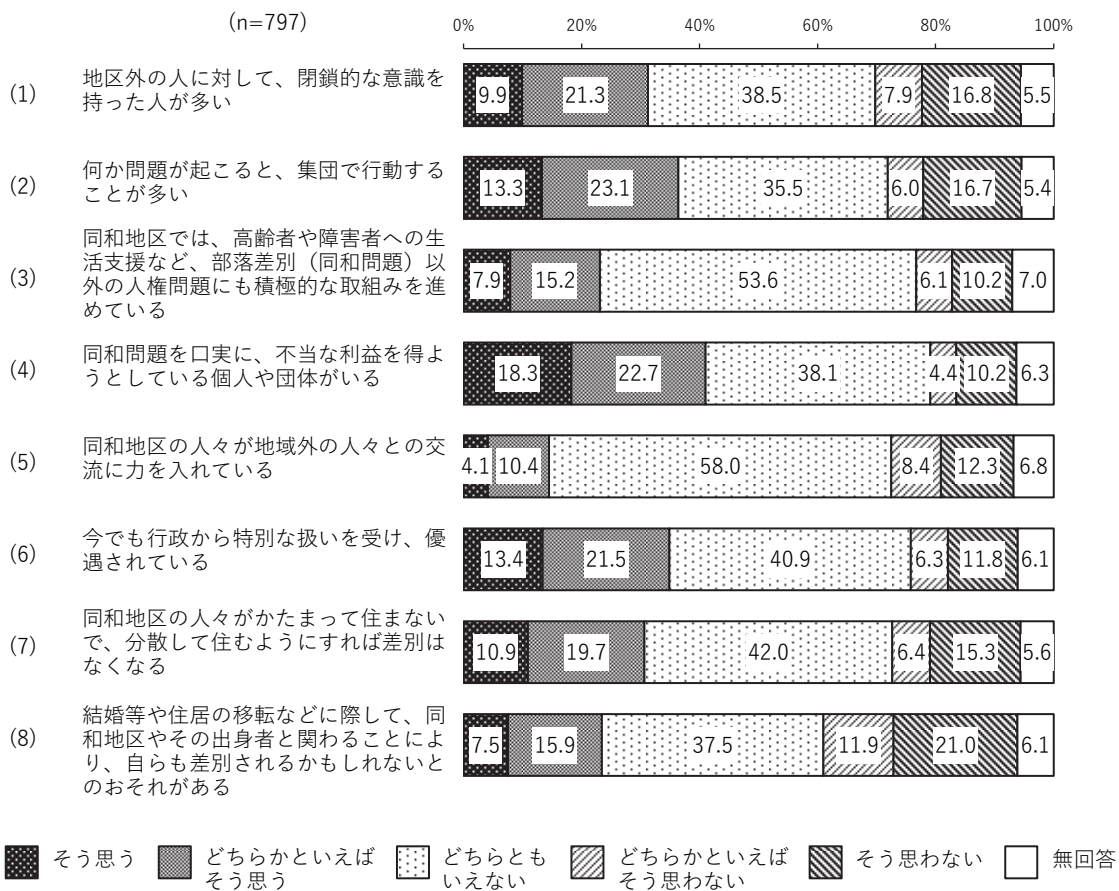 (n=797)
0% 20% 40% 60% 80% 100%
(1) 地区外の人に対して、閉鎖的な意識を
持った人が多い
9.9 21.3 38.5 7.9 16.8 5.5
(2) 何か問題が起こると、集団で行動する
ことが多い
13.3 23.1 35.5 6.0 16.7 5.4
(3) 同和地区では、高齢者や障害者への生
活支援など、部落差別（同和問題）以
外の人権問題にも積極的な取組みを進
めている
7.9 15.2 53.6 6.1 10.2 7.0
(4) 同和問題を口実に、不当な利益を得よ
うとしている個人や団体がいる
18.3 22.7 38.1 4.4 10.2 6.3
(5) 同和地区の人々が地域外の人々との交
流に力を入れている
4.1 10.4 58.0 8.4 12.3 6.8
(6) 今でも行政から特別な扱いを受け、優
遇されている
13.4 21.5 40.9 6.3 11.8 6.1
(7) 同和地区の人々がかたまって住まない
で、分散して住むようにすれば差別は
なくなる
10.9 19.7 42.0 6.4 15.3 5.6
(8) 結婚等や住居の移転などに際して、同
和地区やその出身者と関わることによ
り、自らも差別されるかもしれないと
のおそれがある
7.5 15.9 37.5 11.9 21.0 6.1
そう思う
どちらかといえば
そう思う
どちらとも
いえない
どちらかといえば
そう思わない
そう思わない
無回答